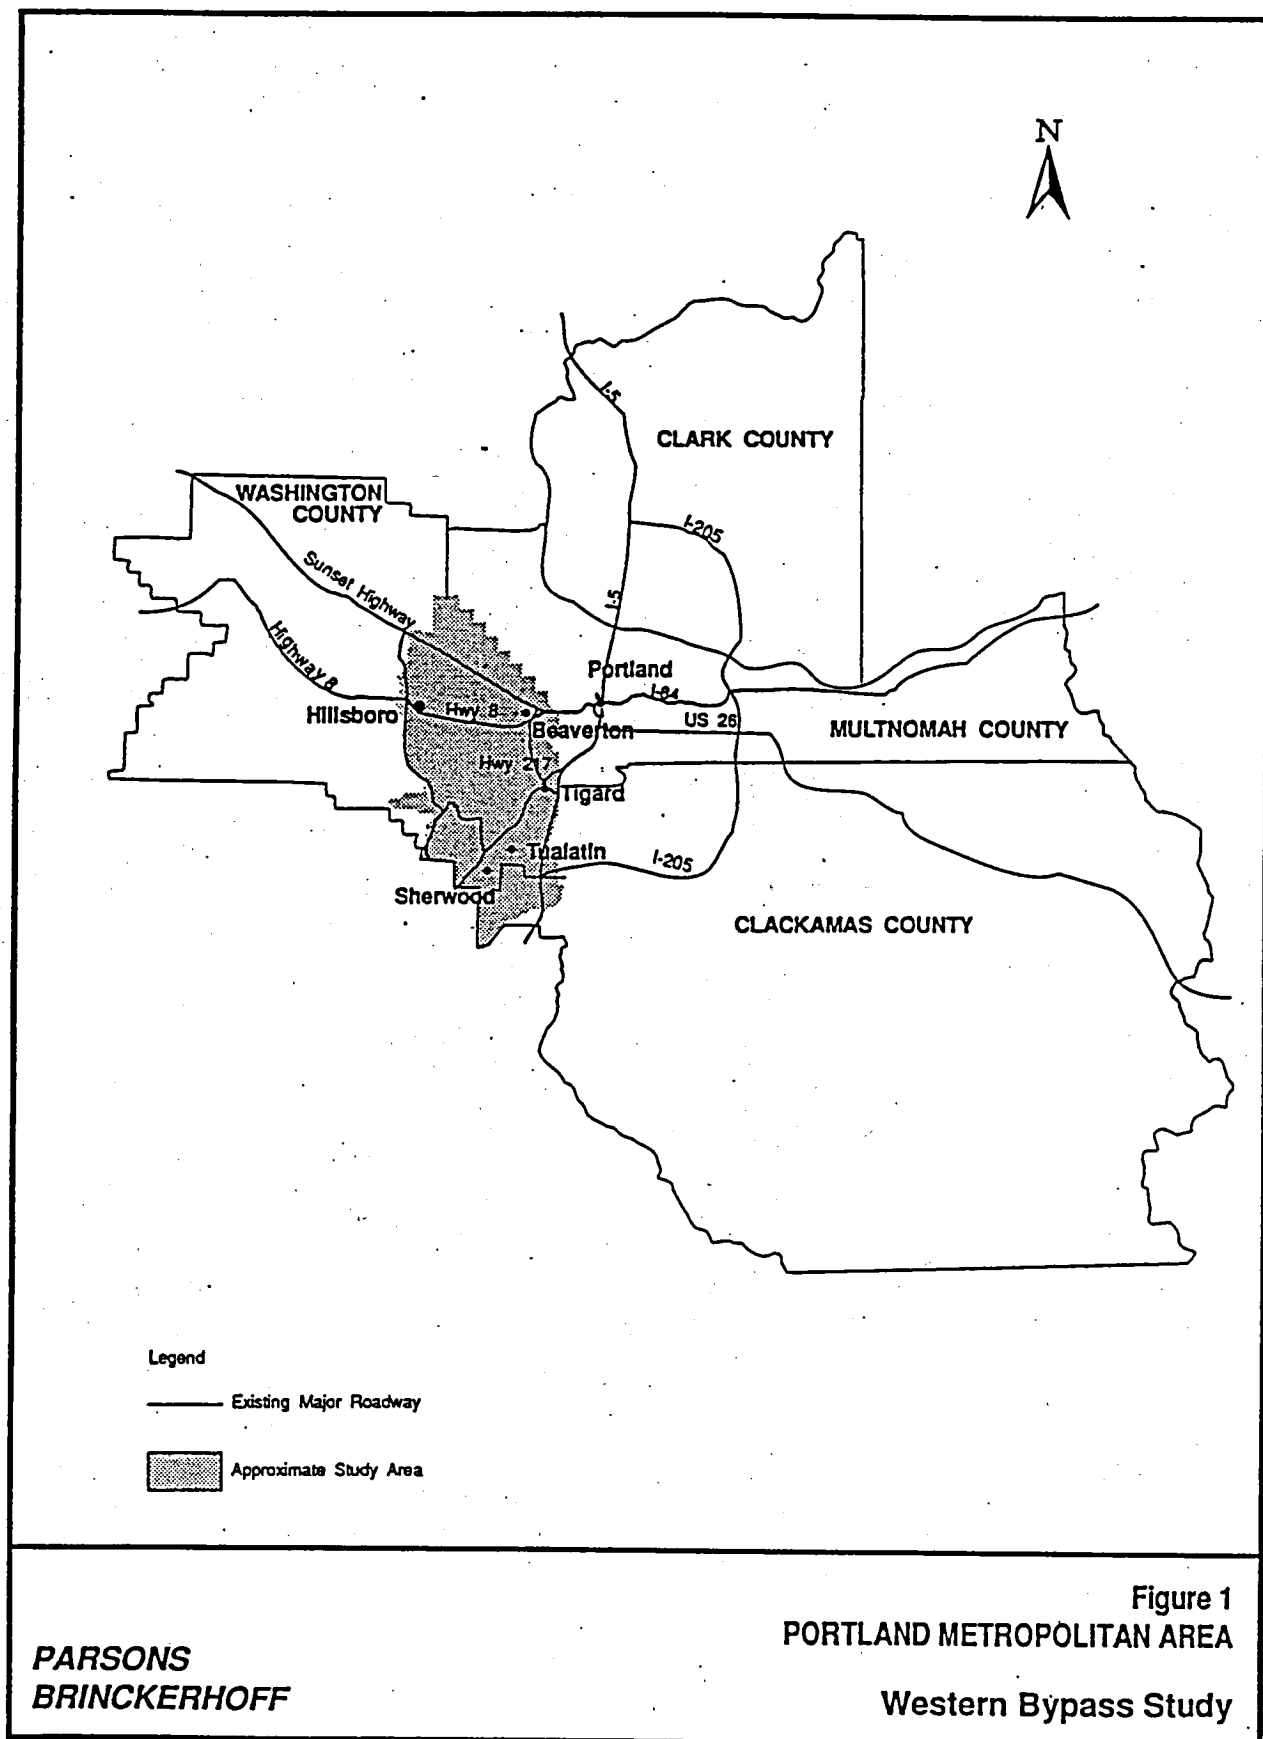 N
I-5
CLARK COUNTY
WASHINGTON
COUNTY
I-205
Sunset Highway
I-5
Highway 8
Portland
I-84
Hillsboro
Hwy 8
US 26
Beaverton
MULTNOMAH COUNTY
Hwy 217
Tigard
Tualatin
I-205
Sherwood
CLACKAMAS COUNTY
Legend
Existing Major Roadway
Approximate Study Area
Figure 1
PORTLAND METROPOLITAN AREA
PARSONS
BRINCKERHOFF
Western Bypass Study